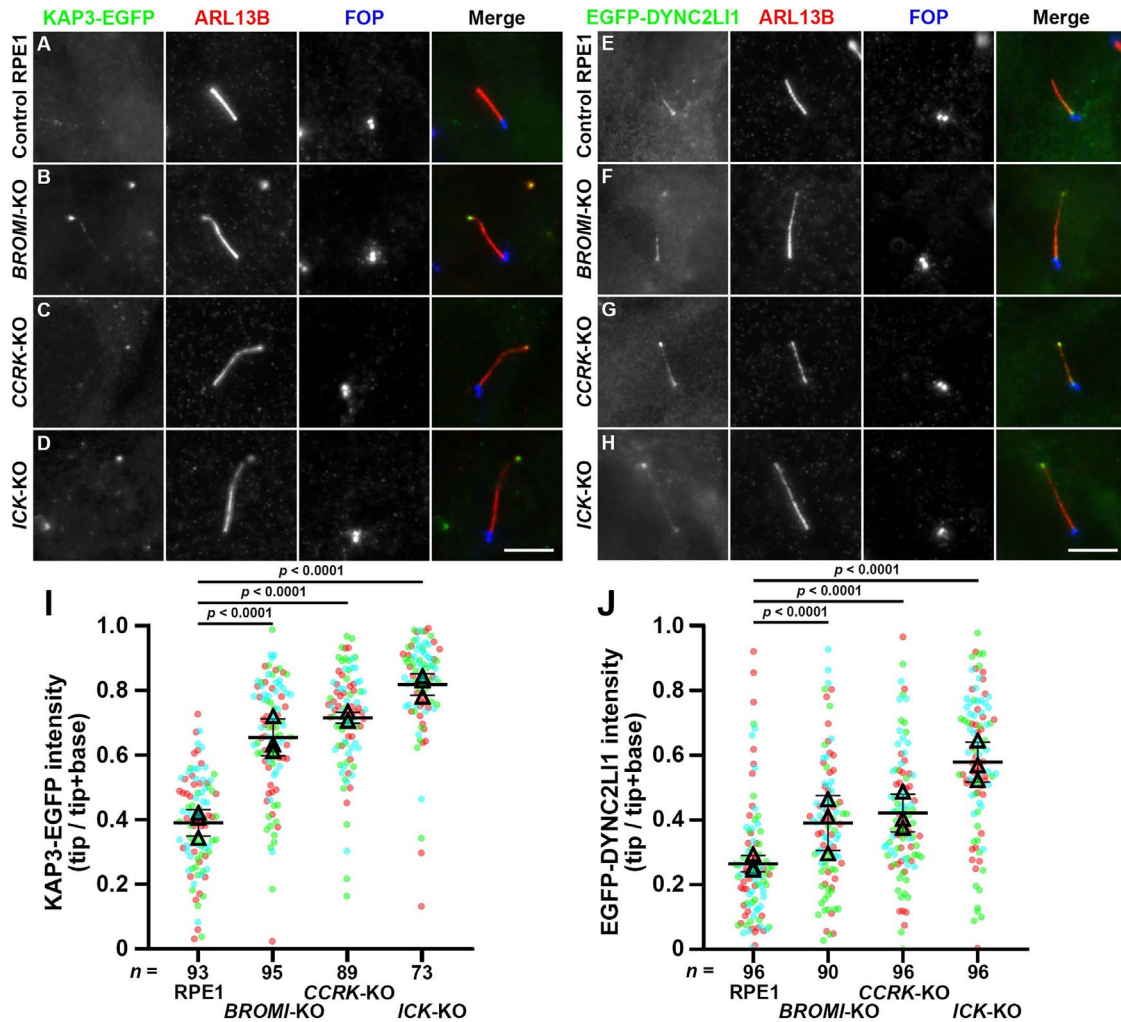 KAP3-EGFP ARL13B FOP Merge
EGFP-DYNC2LI1 ARL13B FOP Merge
Control RPE1
A
BROMI-KO
B
CCRK-KO
C
ICK-KO
D
Control RPE1
E
BROMI-KO
F
CCRK-KO
G
ICK-KO
H
I
p < 0.0001
p < 0.0001
p < 0.0001
KAP3-EGFP intensity
(tip / tip+base)
1.0
0.8
0.6
0.4
0.2
0
n = 93 95 89 73
RPE1 CCRK-KO
BROMI-KO ICK-KO
J
p < 0.0001
p < 0.0001
p < 0.0001
EGFP-DYNC2LI1 intensity
(tip / tip+base)
1.0
0.8
0.6
0.4
0.2
0
n = 96 90 96 96
RPE1 CCRK-KO
BROMI-KO ICK-KO